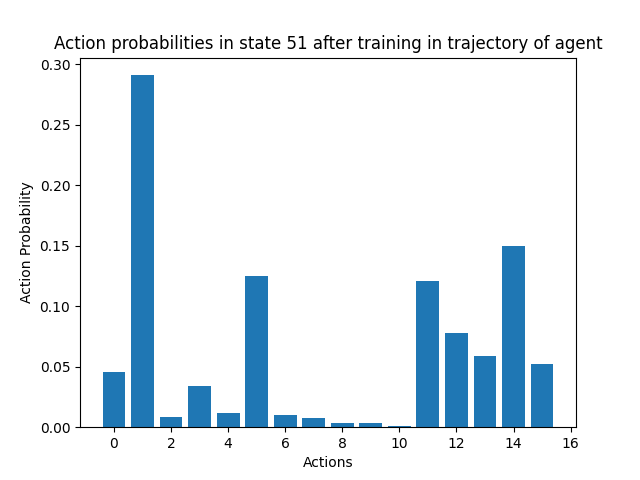 Action probabilities in state 51 after training in trajectory of agent
0.30
0.25
0.20
0.15
0.10
0.05
0.00
Action Probability
0 2 4 6 8 10 12 14 16
Actions